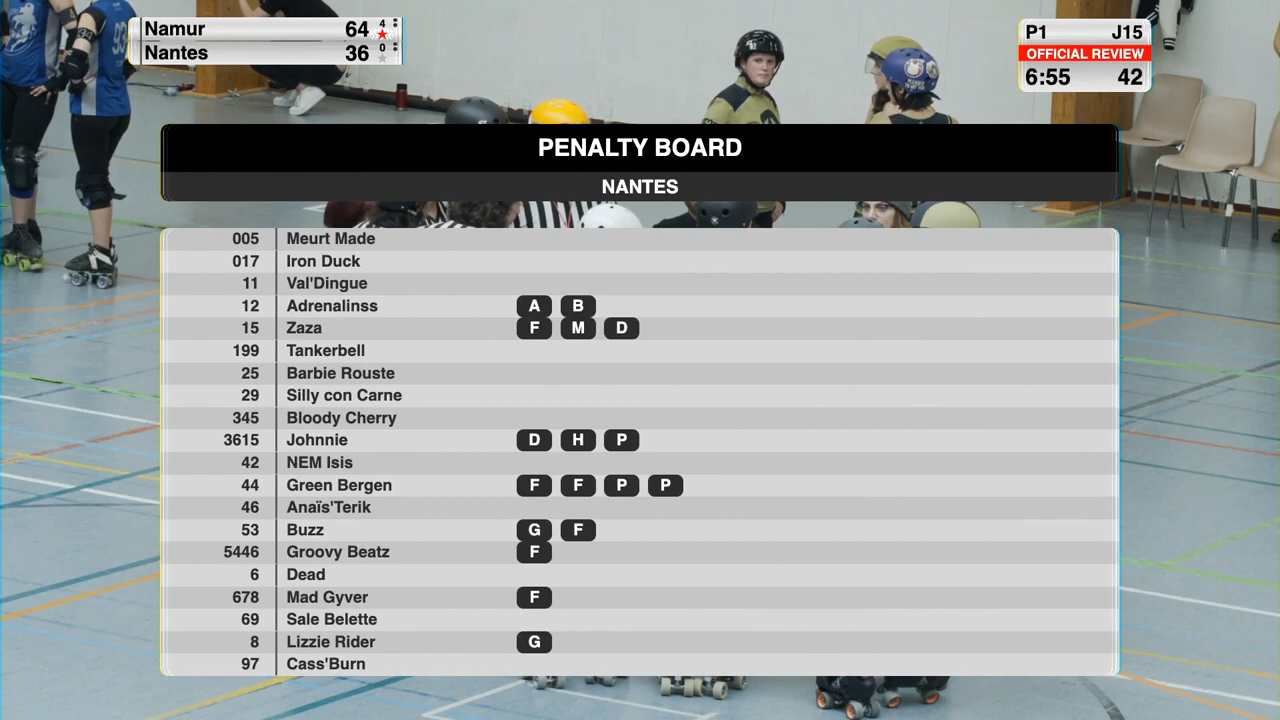 Namur 64 4
Nantes 36 0
P1 J15
OFFICIAL REVIEW
6:55 42
PENALTY BOARD
NANTES
005 Meurt Made
017 Iron Duck
11 Val'Dingue
12 Adrenalinss A B
15 Zaza F M D
199 Tankerbell
25 Barbie Rouste
29 Silly con Carne
345 Bloody Cherry
3615 Johnnie D H P
42 NEM Isis
44 Green Bergen F F P P
46 Anaïs'Terik
53 Buzz G F
5446 Groovy Beatz F
6 Dead
678 Mad Gyver F
69 Sale Belette
8 Lizzie Rider G
97 Cass'Burn